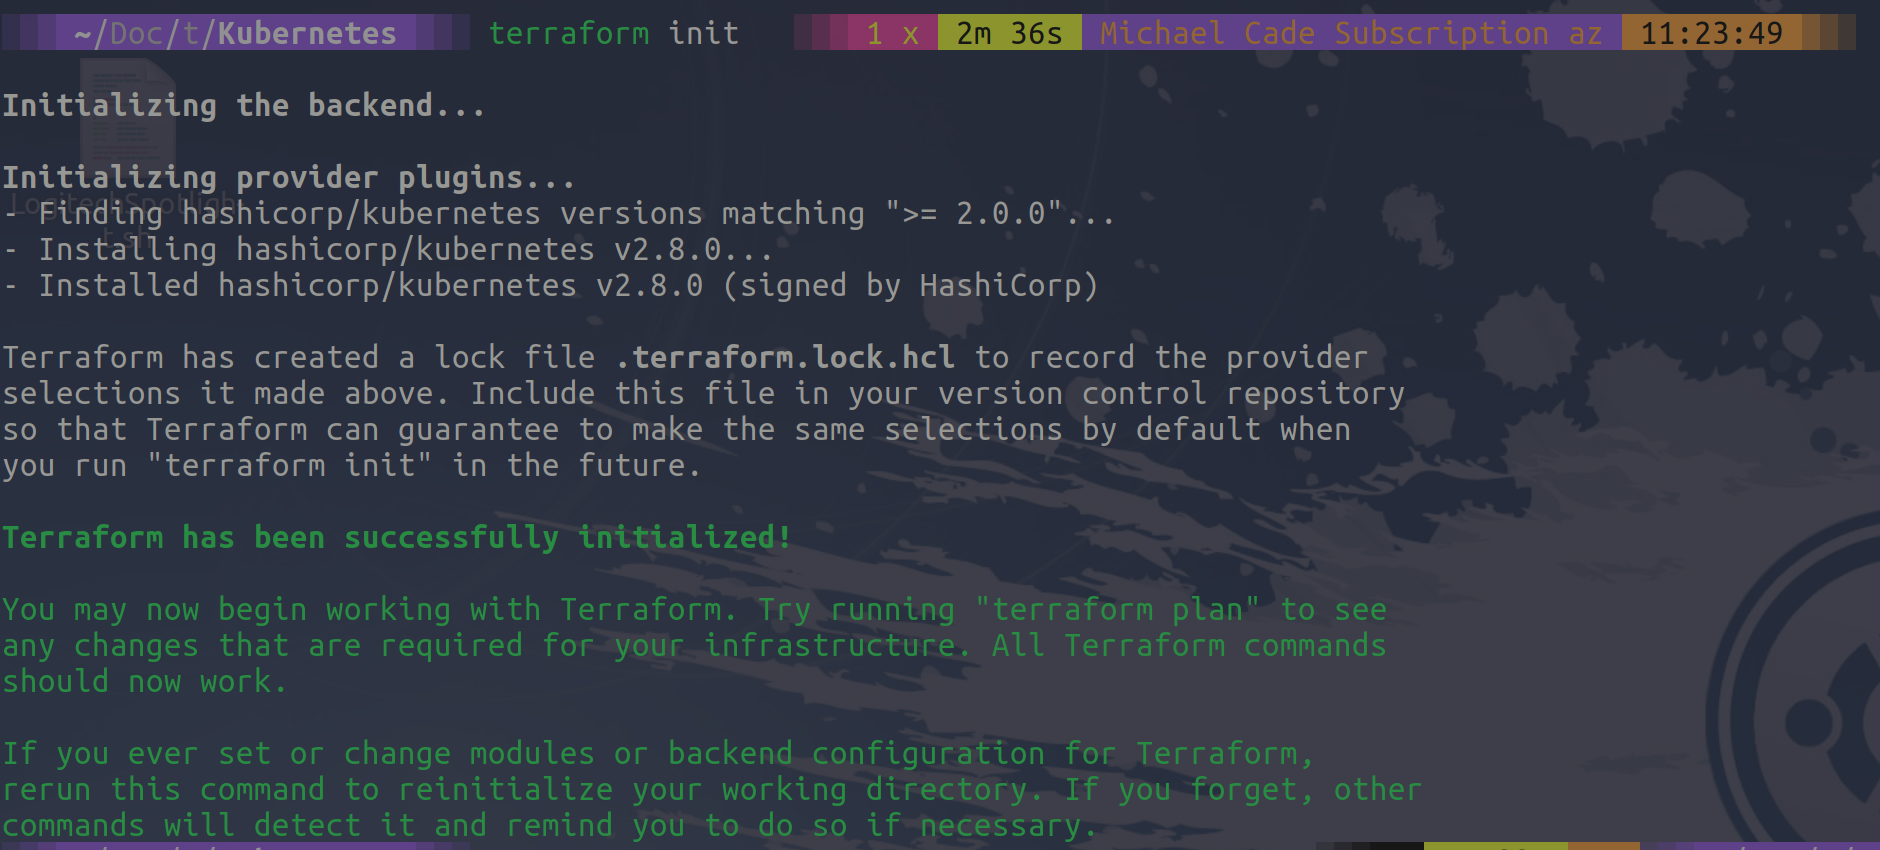 ~/Doc/t/Kubernetes terraform init 1 x 2m 36s Michael Cade Subscription az 11:23:49
Initializing the backend...
Initializing provider plugins...
LogitechSpotligh
- Finding hashicorp/kubernetes versions matching ">= 2.0.0"...
t.sh
- Installing hashicorp/kubernetes v2.8.0...
- Installed hashicorp/kubernetes v2.8.0 (signed by HashiCorp)
Terraform has created a lock file .terraform.lock.hcl to record the provider
selections it made above. Include this file in your version control repository
so that Terraform can guarantee to make the same selections by default when
you run "terraform init" in the future.
Terraform has been successfully initialized!
You may now begin working with Terraform. Try running "terraform plan" to see
any changes that are required for your infrastructure. All Terraform commands
should now work.
If you ever set or change modules or backend configuration for Terraform,
rerun this command to reinitialize your working directory. If you forget, other
commands will detect it and remind you to do so if necessary.